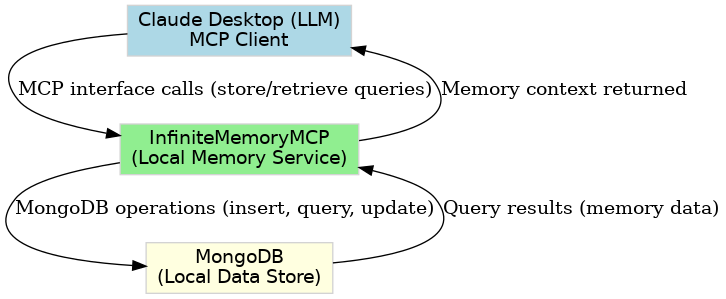 Claude Desktop (LLM)
MCP Client
MCP interface calls (store/retrieve queries)
Memory context returned
InfiniteMemoryMCP
(Local Memory Service)
MongoDB operations (insert, query, update)
Query results (memory data)
MongoDB
(Local Data Store)